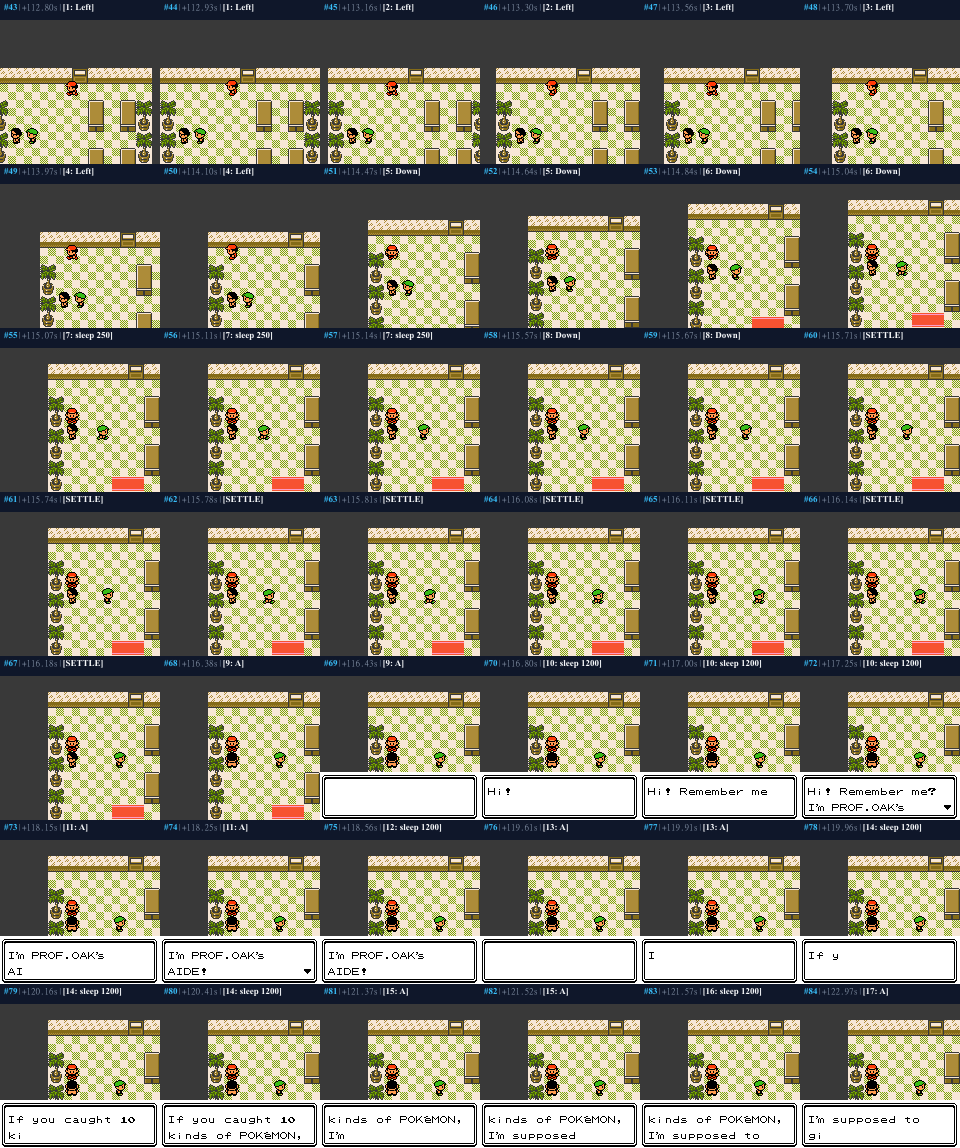 #43|+112.80s|[1: Left]
#44|+112.93s|[1: Left]
#45|+113.16s|[2: Left]
#46|+113.30s|[2: Left]
#47|+113.56s|[3: Left]
#48|+113.70s|[3: Left]
#49|+113.97s|[4: Left]
#50|+114.10s|[4: Left]
#51|+114.47s|[5: Down]
#52|+114.64s|[5: Down]
#53|+114.84s|[6: Down]
#54|+115.04s|[6: Down]
#55|+115.07s|[7: sleep 250]
#56|+115.11s|[7: sleep 250]
#57|+115.14s|[7: sleep 250]
#58|+115.57s|[8: Down]
#59|+115.67s|[8: Down]
#60|+115.71s|[SETTLE]
#61|+115.74s|[SETTLE]
#62|+115.78s|[SETTLE]
#63|+115.81s|[SETTLE]
#64|+116.08s|[SETTLE]
#65|+116.11s|[SETTLE]
#66|+116.14s|[SETTLE]
#67|+116.18s|[SETTLE]
#68|+116.38s|[9: A]
#69|+116.43s|[9: A]
#70|+116.80s|[10: sleep 1200]
#71|+117.00s|[10: sleep 1200]
#72|+117.25s|[10: sleep 1200]
Hi!
Hi! Remember me
Hi! Remember me?
I'm PROF.OAK's
#73|+118.15s|[11: A]
#74|+118.25s|[11: A]
#75|+118.56s|[12: sleep 1200]
#76|+119.61s|[13: A]
#77|+119.91s|[13: A]
#78|+119.96s|[14: sleep 1200]
I'm PROF.OAK's
AI
I'm PROF.OAK's
AIDE!
I'm PROF.OAK's
AIDE!
I
If y
#79|+120.16s|[14: sleep 1200]
#80|+120.41s|[14: sleep 1200]
#81|+121.37s|[15: A]
#82|+121.52s|[15: A]
#83|+121.57s|[16: sleep 1200]
#84|+122.97s|[17: A]
If you caught 10
ki
If you caught 10
kinds of POKéMON,
kinds of POKéMON,
I'm
kinds of POKéMON,
I'm supposed
kinds of POKéMON,
I'm supposed to
I'm supposed to
gi